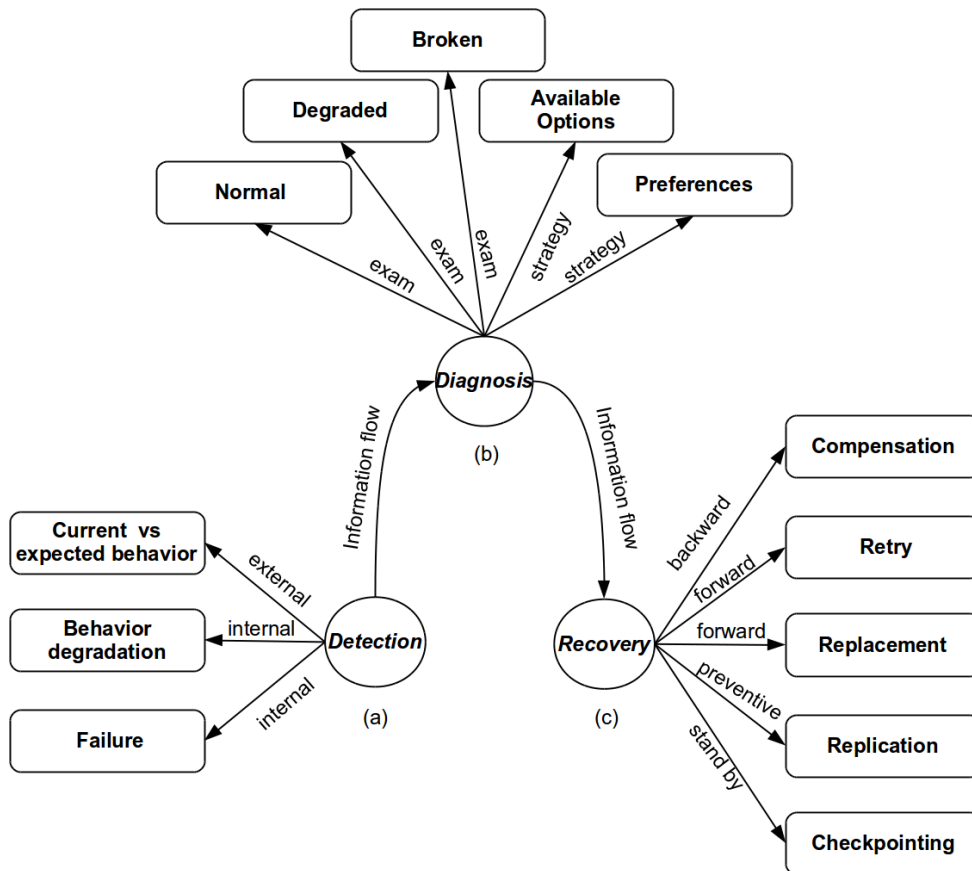 Broken
Degraded
Available
Options
Normal
Preferences
exam
exam
exam
strategy
strategy
Diagnosis
(b)
Information flow
Information flow
Current vs
expected behavior
Behavior
degradation
Failure
external
internal
internal
Detection
(a)
Recovery
(c)
backward
forward
forward
preventive
stand by
Compensation
Retry
Replacement
Replication
Checkpointing